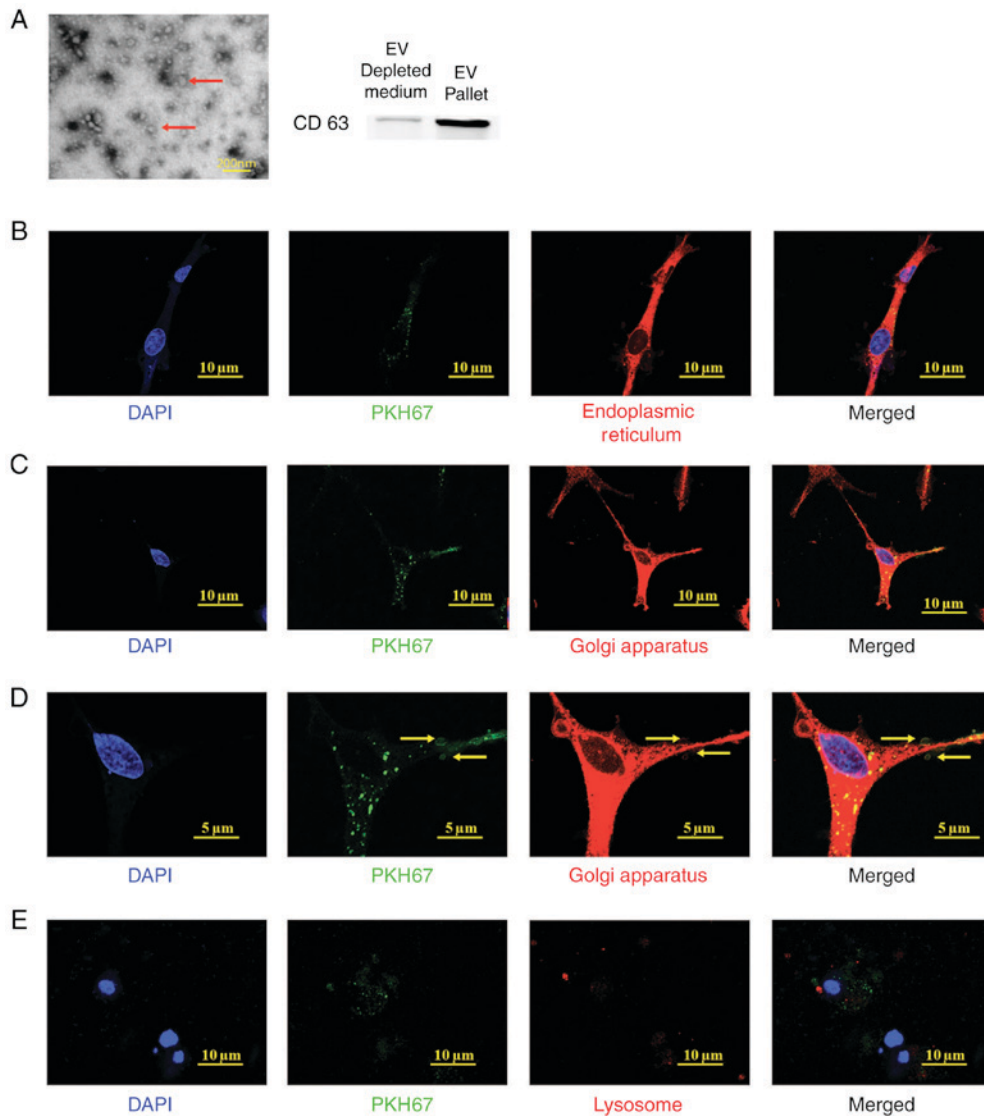 A
EV
Depleted
medium
EV
Pallet
CD 63
200nm
B
10 µm
10 µm
10 µm
10 µm
DAPI
PKH67
Endoplasmic
reticulum
Merged
C
10 µm
10 µm
10 µm
10 µm
DAPI
PKH67
Golgi apparatus
Merged
D
5 µm
5 µm
5 µm
5 µm
DAPI
PKH67
Golgi apparatus
Merged
E
10 µm
10 µm
10 µm
10 µm
DAPI
PKH67
Lysosome
Merged